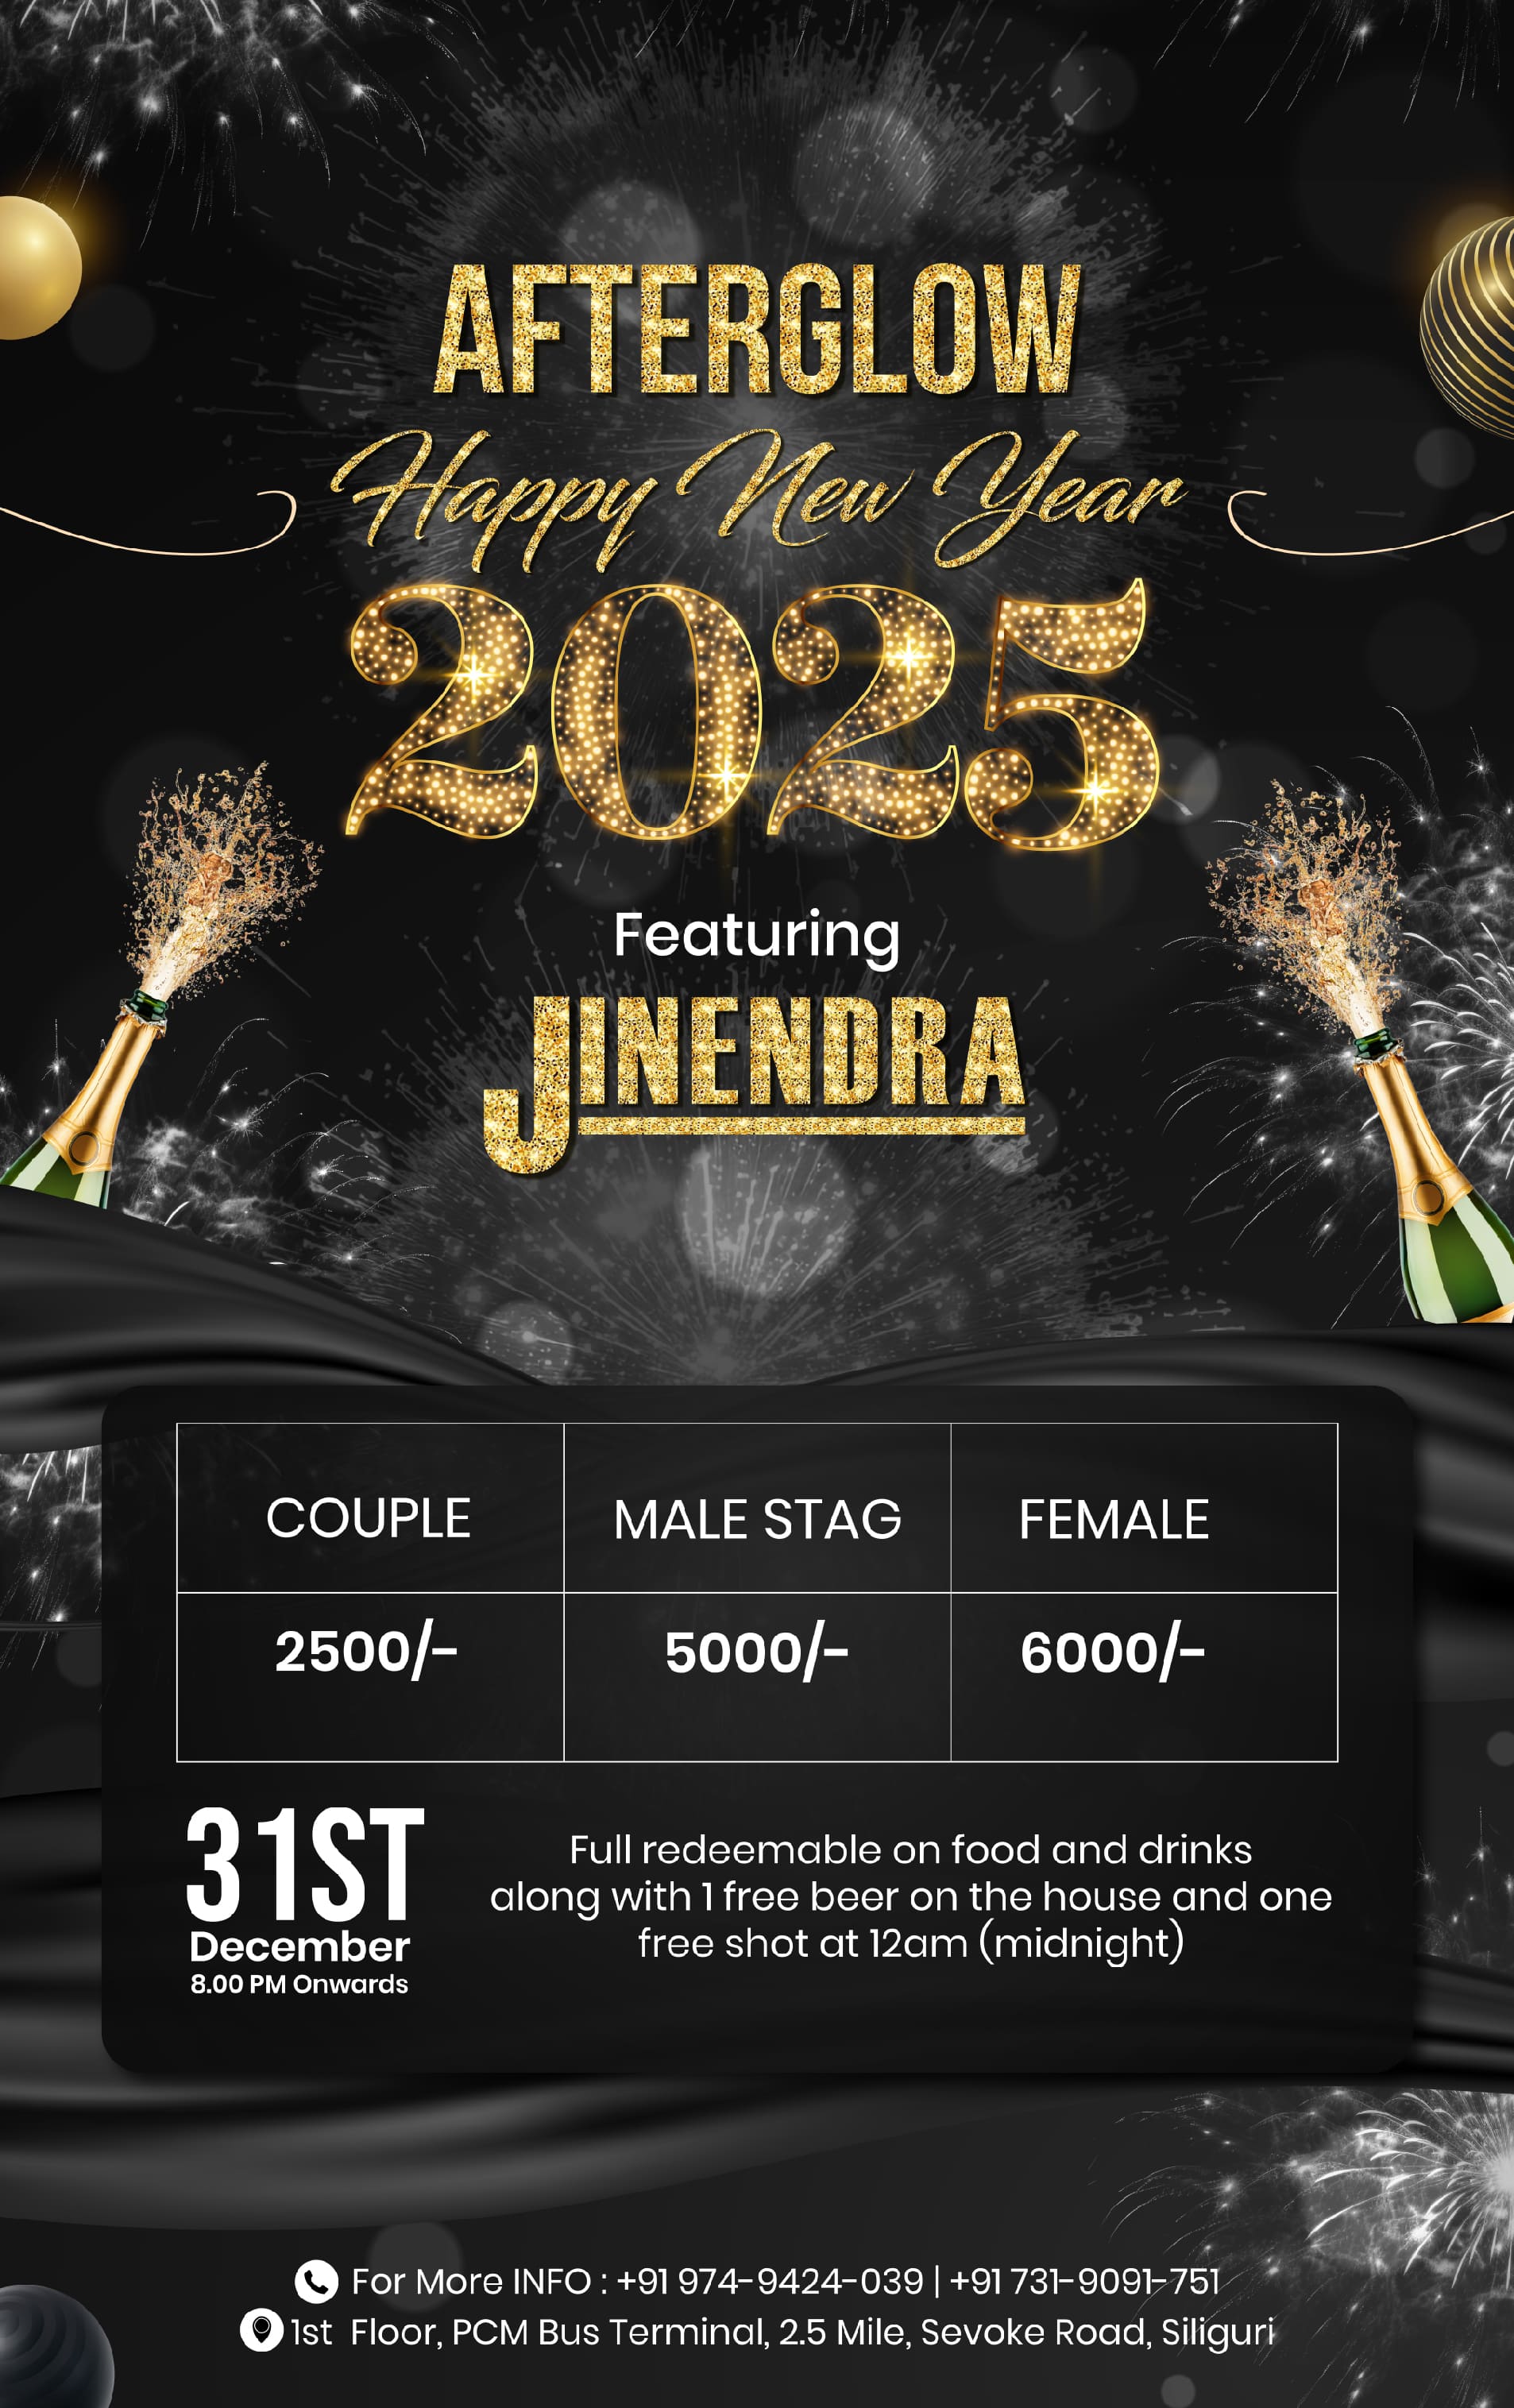 AFTERGLOW
Happy New Year
2025
Featuring
JINENDRA
COUPLE MALE STAG FEMALE
2500/- 5000/- 6000/-
31ST
December
8.00 PM Onwards
Full redeemable on food and drinks
along with 1 free beer on the house and one
free shot at 12am (midnight)
For More INFO : +91 974-9424-039 | +91 731-9091-751
1st Floor, PCM Bus Terminal, 2.5 Mile, Sevoke Road, Siliguri